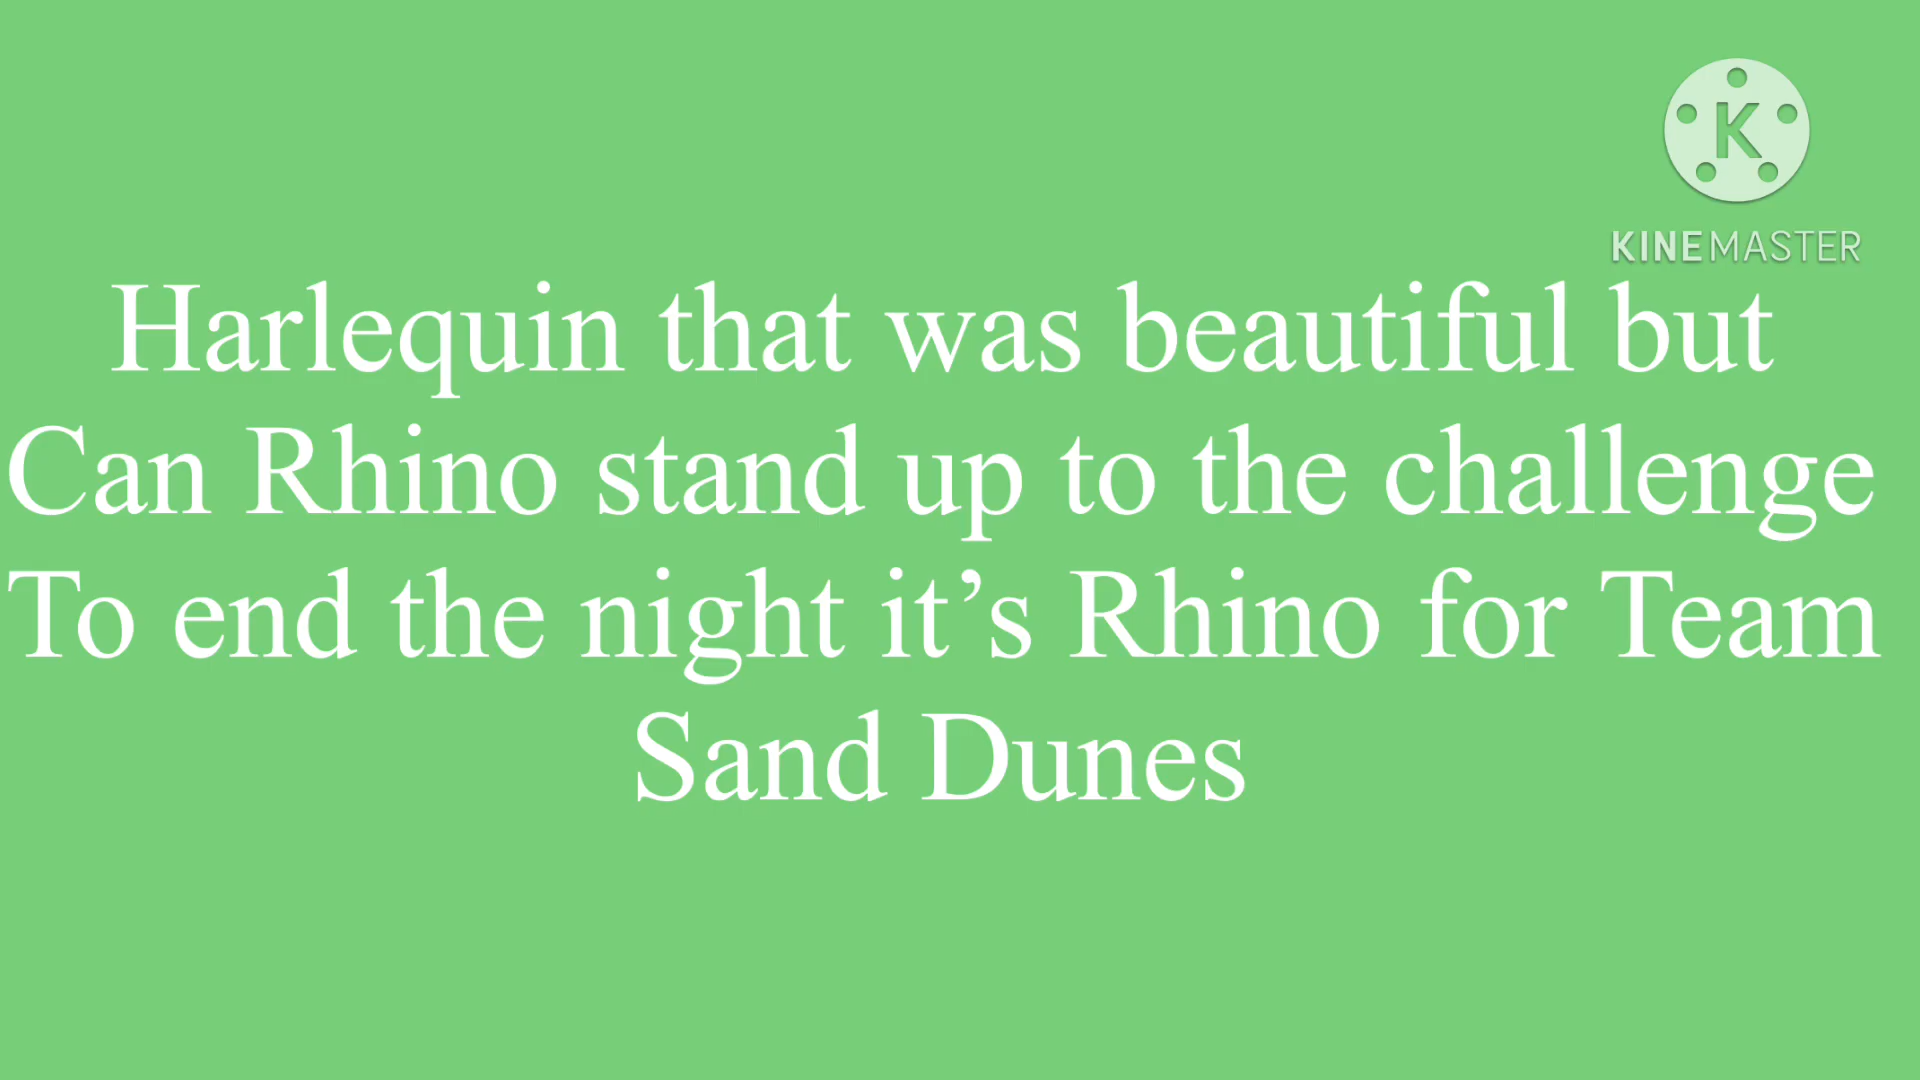 K
KINEMASTER
Harlequin that was beautiful but
Can Rhino stand up to the challenge
To end the night it’s Rhino for Team
Sand Dunes